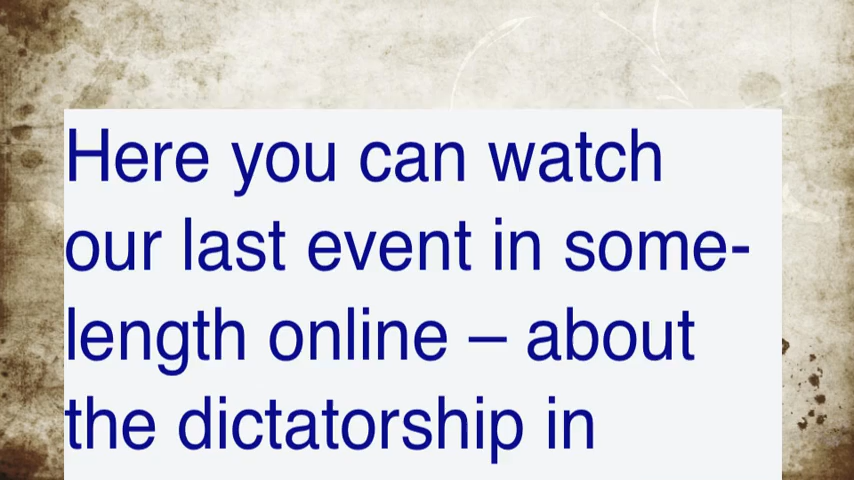 Here you can watch
our last event in some-
length online – about
the dictatorship in